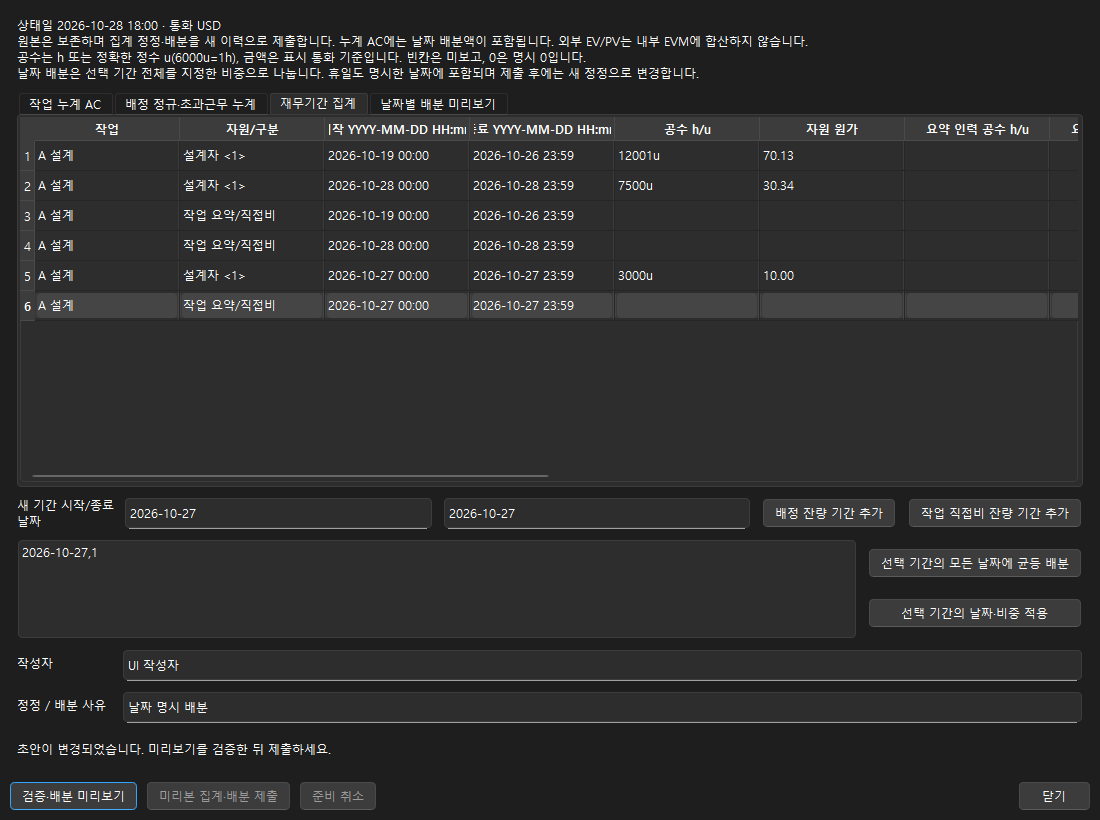 상태일 2026-10-28 18:00 · 통화 USD
원본은 보존하며 집계 정정·배분을 새 이력으로 제출합니다. 누계 AC에는 날짜 배분액이 포함됩니다. 외부 EV/PV는 내부 EVM에 합산하지 않습니다.
공수는 h 또는 정확한 정수 u(6000u=1h), 금액은 표시 통화 기준입니다. 빈칸은 미보고, 0은 명시 0입니다.
날짜 배분은 선택 기간 전체를 지정한 비중으로 나눕니다. 휴일도 명시한 날짜에 포함되며 제출 후에는 새 정정으로 변경합니다.
작업 누계 AC 배정 정규·초과근무 누계 재무기간 집계 날짜별 배분 미리보기
작업 자원/구분 작 YYYY-MM-DD HH:mm 료 YYYY-MM-DD HH:mm 공수 h/u 자원 원가 요약 인력 공수 h/u
1 A 설계 설계자 <1> 2026-10-19 00:00 2026-10-26 23:59 12001u 70.13
2 A 설계 설계자 <1> 2026-10-28 00:00 2026-10-28 23:59 7500u 30.34
3 A 설계 작업 요약/직접비 2026-10-19 00:00 2026-10-26 23:59
4 A 설계 작업 요약/직접비 2026-10-28 00:00 2026-10-28 23:59
5 A 설계 설계자 <1> 2026-10-27 00:00 2026-10-27 23:59 3000u 10.00
6 A 설계 작업 요약/직접비 2026-10-27 00:00 2026-10-27 23:59
새 기간 시작/종료 날짜 2026-10-27 2026-10-27 배정 잔량 기간 추가 작업 직접비 잔량 기간 추가
2026-10-27,1
선택 기간의 모든 날짜에 균등 배분
선택 기간의 날짜·비중 적용
작성자 UI 작성자
정정 / 배분 사유 날짜 명시 배분
초안이 변경되었습니다. 미리보기를 검증한 뒤 제출하세요.
검증·배분 미리보기 미리본 집계·배분 제출 준비 취소 닫기